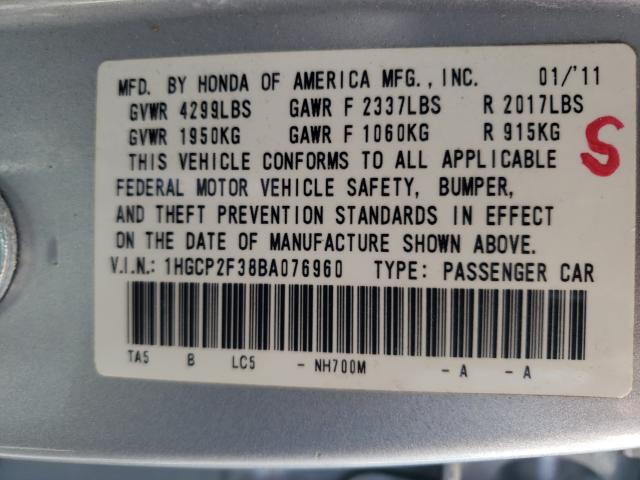 MFD. BY HONDA OF AMERICA MFG., INC. 01/'11
GVWR 4299LBS GAWR F 2337LBS R 2017LBS
GVWR 1950KG GAWR F 1060KG R 915KG
THIS VEHICLE CONFORMS TO ALL APPLICABLE
FEDERAL MOTOR VEHICLE SAFETY, BUMPER,
AND THEFT PREVENTION STANDARDS IN EFFECT
ON THE DATE OF MANUFACTURE SHOWN ABOVE.
V.I.N.: 1HGCP2F38BA076960 TYPE: PASSENGER CAR
TA5 B LC5 - NH700M - A - A
S